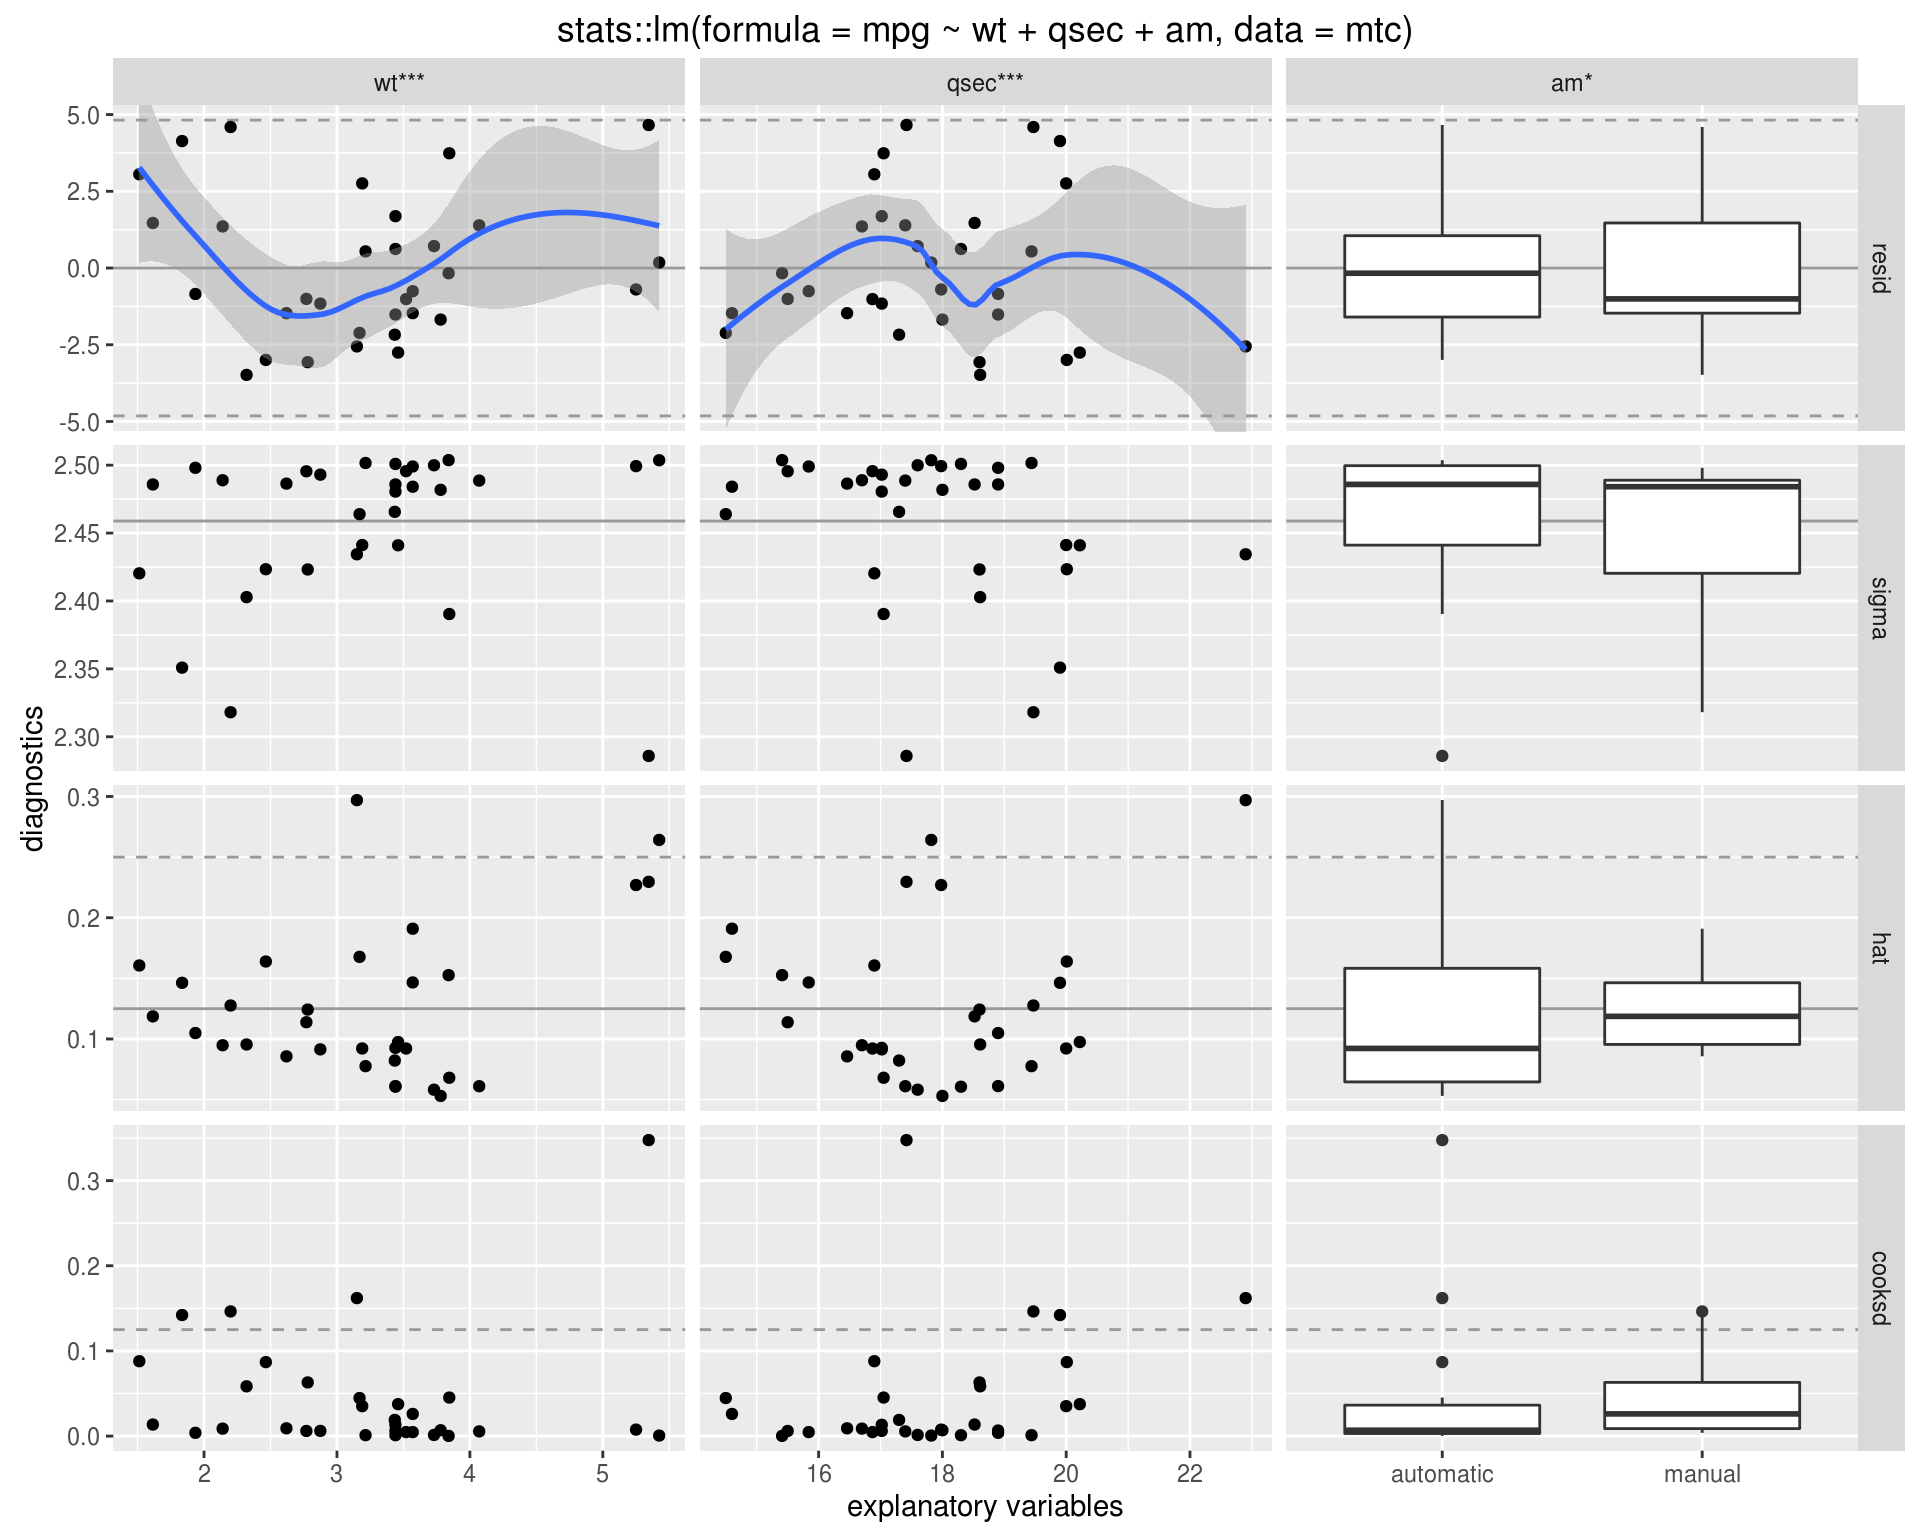 stats::lm(formula = mpg ~ wt + qsec + am, data = mtc)
wt***
qsec***
am*
5.0
2.5
0.0
-2.5
-5.0
resid
2.50
2.45
2.40
2.35
2.30
sigma
0.3
0.2
0.1
hat
0.3
0.2
0.1
0.0
cooksd
diagnostics
2 3 4 5
16 18 20 22
automatic manual
explanatory variables